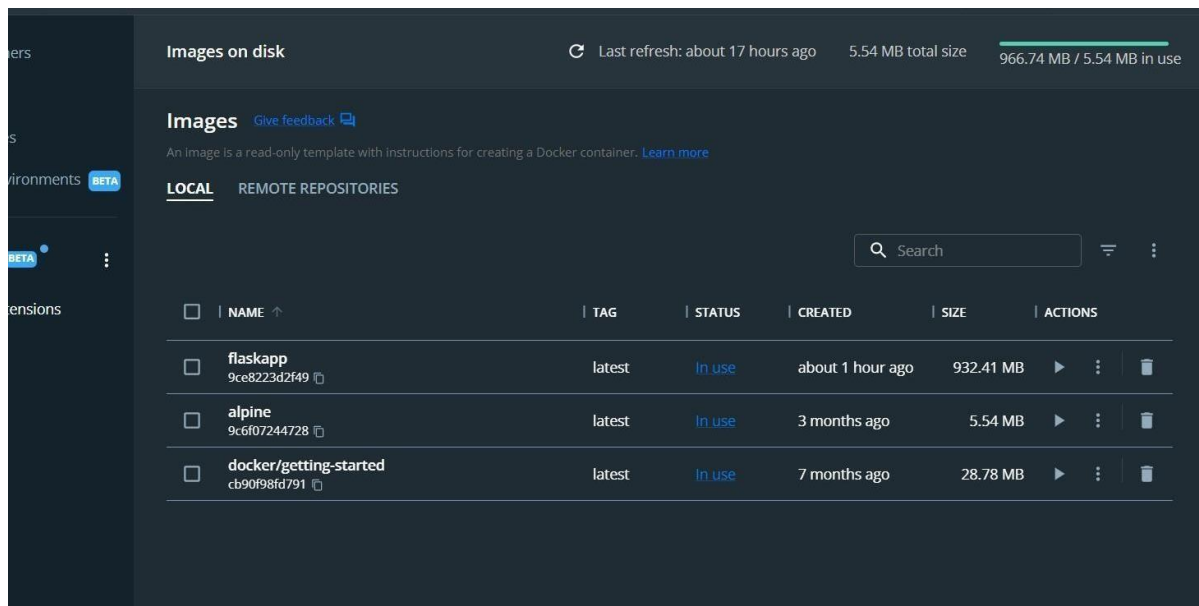 ers
Images on disk
Last refresh: about 17 hours ago
5.54 MB total size
966.74 MB / 5.54 MB in use
Images Give feedback
An image is a read-only template with instructions for creating a Docker container. Learn more
vironments BETA
LOCAL REMOTE REPOSITORIES
BETA
Search
tensions
NAME TAG STATUS CREATED SIZE ACTIONS
flaskapp
latest In use about 1 hour ago 932.41 MB
9ce8223d2f49
alpine
latest In use 3 months ago 5.54 MB
9c6f07244728
docker/getting-started
latest In use 7 months ago 28.78 MB
cb90f98fd791